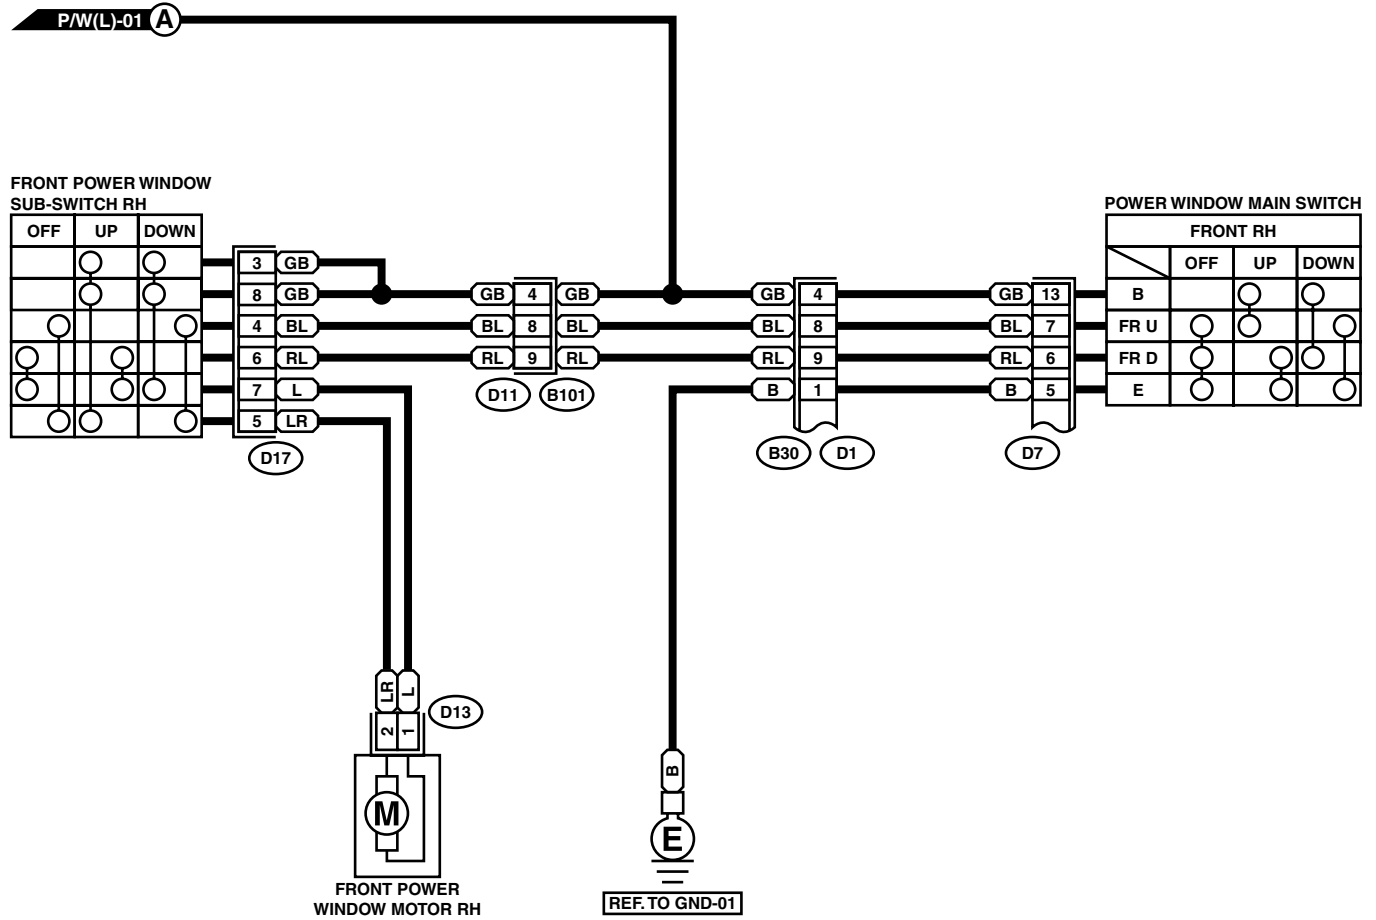 P/W(L)-01 A
FRONT POWER WINDOW
SUB-SWITCH RH
OFF UP DOWN
POWER WINDOW MAIN SWITCH
FRONT RH
OFF UP DOWN
3 GB
8 GB GB 4 GB GB 4 GB 13 B
4 BL BL 8 BL BL 8 BL 7 FR U
6 RL RL 9 RL RL 9 RL 6 FR D
7 L B 1 B 5 E
5 LR
D11 B101
D17
B30 D1
D7
LR L
D13
2 1
M
FRONT POWER
WINDOW MOTOR RH
B
E
REF. TO GND-01